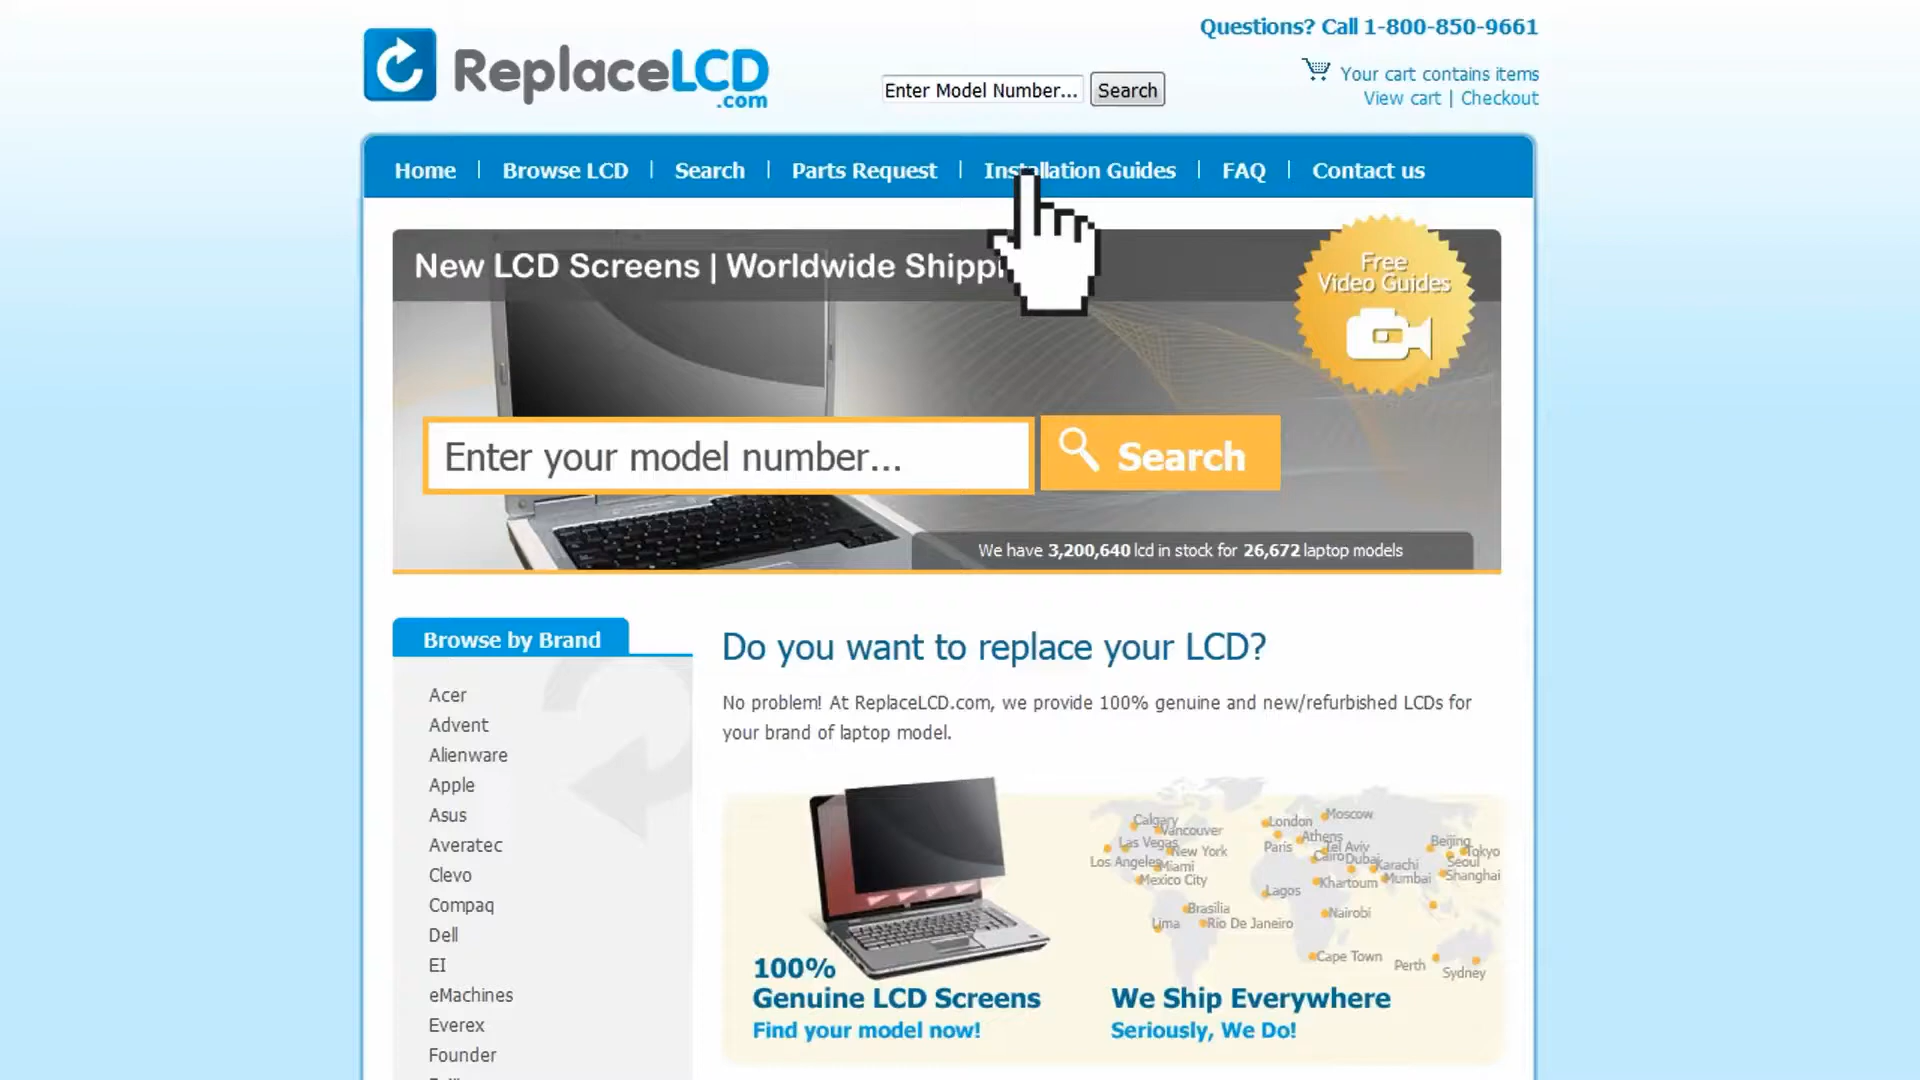 Questions? Call 1-800-850-9661
ReplaceLCD
.com
Enter Model Number...
Search
Your cart contains items
View cart | Checkout
Home | Browse LCD | Search | Parts Request | Installation Guides | FAQ | Contact us
New LCD Screens | Worldwide Shippi
Free
Video Guides
Enter your model number...
Search
We have 3,200,640 lcd in stock for 26,672 laptop models
Browse by Brand
Acer
Advent
Alienware
Apple
Asus
Averatec
Clevo
Compaq
Dell
EI
eMachines
Everex
Founder
Do you want to replace your LCD?
No problem! At ReplaceLCD.com, we provide 100% genuine and new/refurbished LCDs for
your brand of laptop model.
100%
Genuine LCD Screens
Find your model now!
Calgary
Vancouver
Las Vegas
New York
Los Angeles
Miami
Mexico City
Brasilia
Lima
Rio De Janeiro
London
Moscow
Athens
Paris
Tel Aviv
Cairo
Dubai
Karachi
Lagos
Khartoum
Mumbai
Nairobi
Beijing
Tokyo
Seoul
Shanghai
Cape Town
Perth
Sydney
We Ship Everywhere
Seriously, We Do!